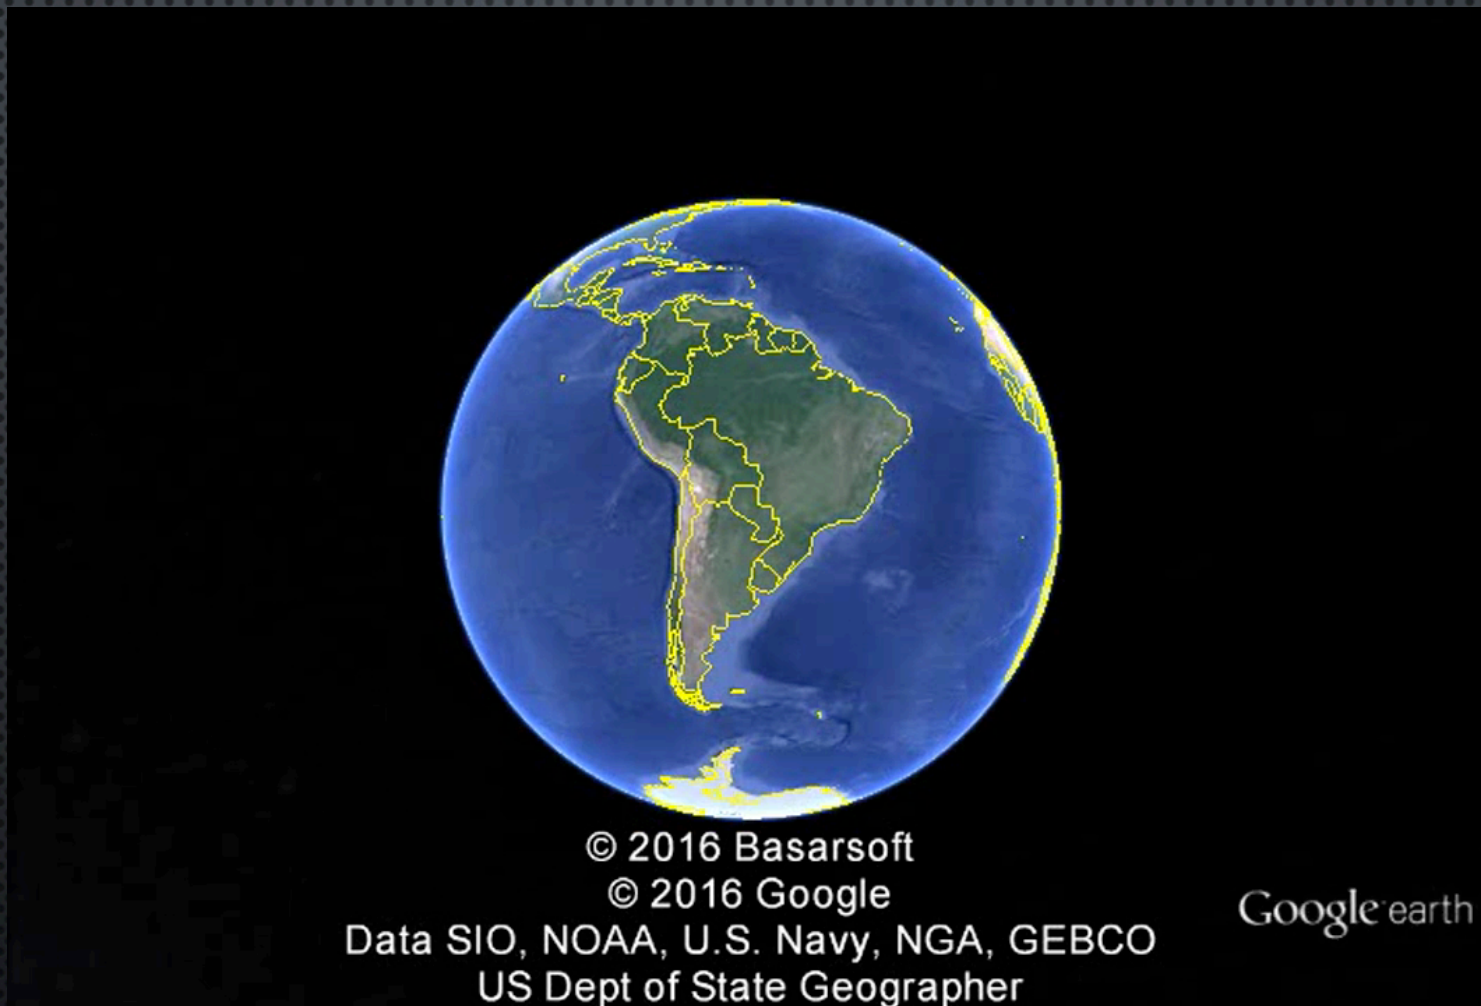 © 2016 Basarsoft
© 2016 Google
Data SIO, NOAA, U.S. Navy, NGA, GEBCO
US Dept of State Geographer
Google earth